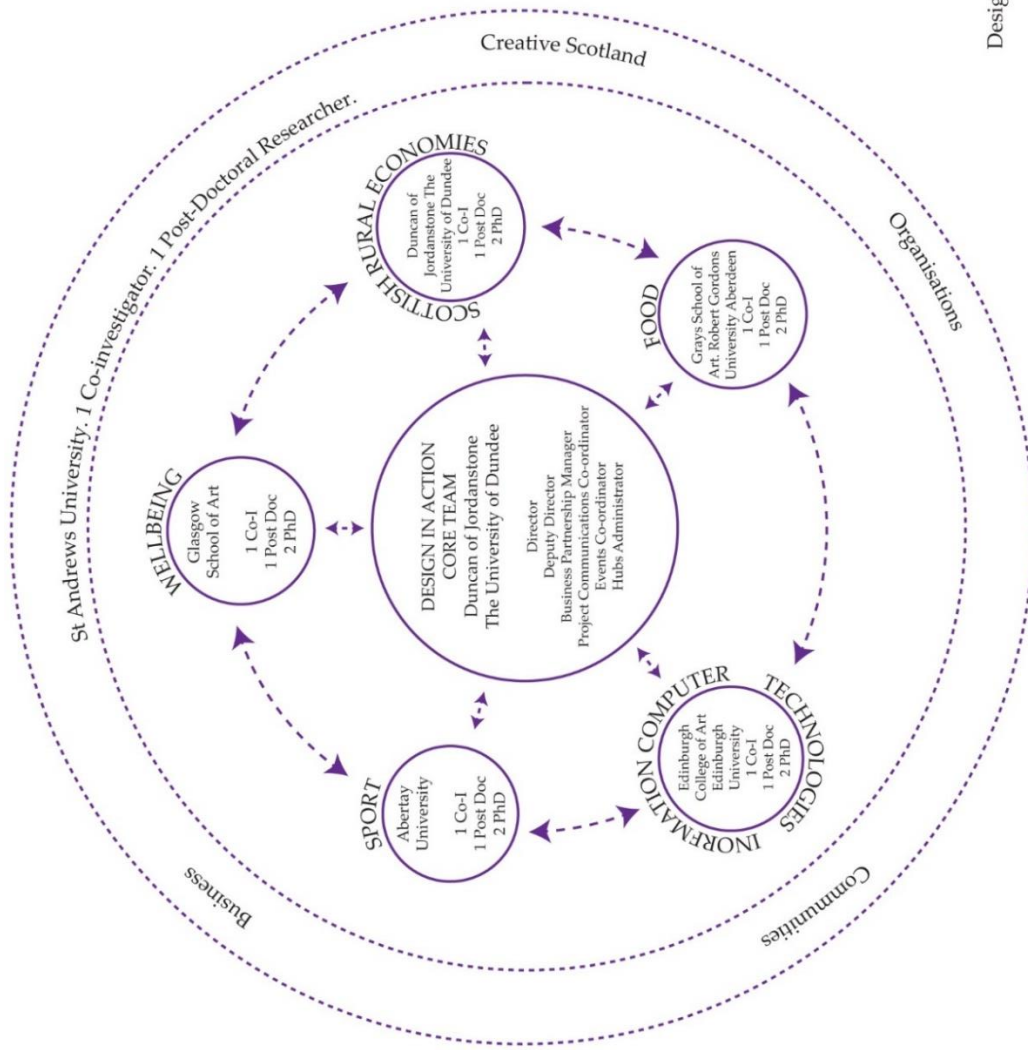 Creative Scotland
St Andrews University. 1 Co-investigator. 1 Post-Doctoral Researcher.
Organisations
Business
Communities
WELLBEING
Glasgow
School of Art
1 Co-I
1 Post Doc
2 PhD
SCOTTISH RURAL ECONOMIES
Duncan of
Jordanstone The
University of Dundee
1 Co-I
1 Post Doc
2 PhD
SPORT
Abertay
University
1 Co-I
1 Post Doc
2 PhD
DESIGN IN ACTION
CORE TEAM
Duncan of Jordanstone
The University of Dundee
Director
Deputy Director
Business Partnership Manager
Project Communications Co-ordinator
Events Co-ordinator
Hubs Administrator
FOOD
Grays School of
Art. Robert Gordons
University Aberdeen
1 Co-I
1 Post Doc
2 PhD
INOREMATION COMPUTER
TECHNOLOGIES
Edinburgh
College of Art
Edinburgh
University
1 Co-I
1 Post Doc
2 PhD
Desig